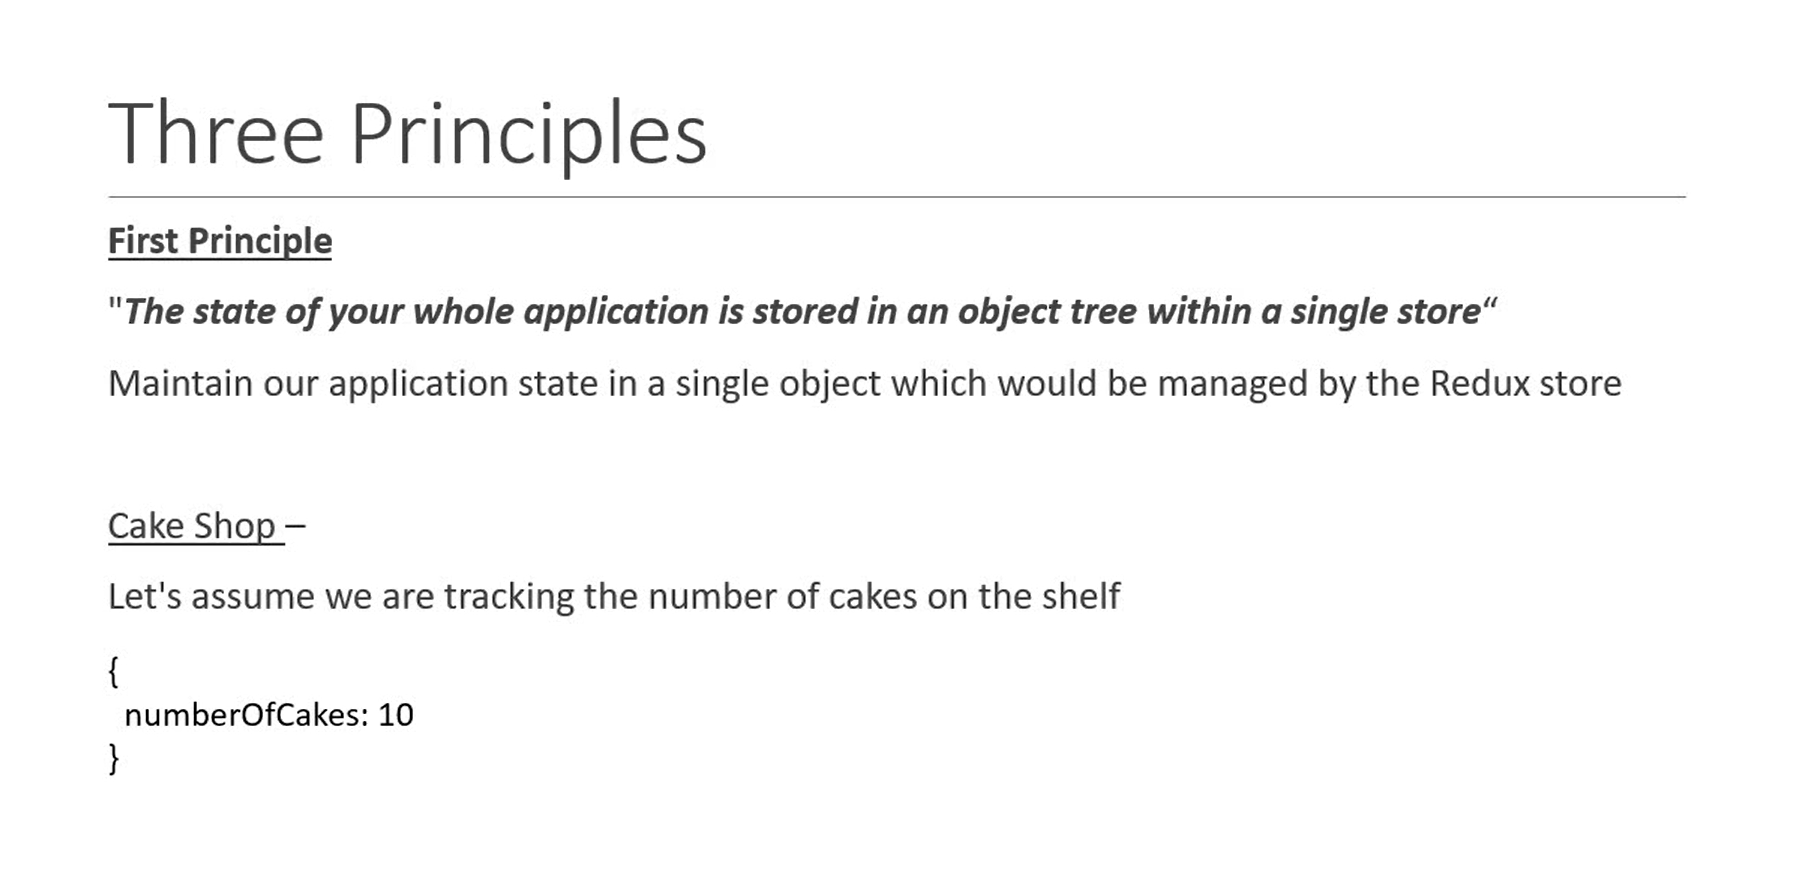 Three Principles
First Principle
"The state of your whole application is stored in an object tree within a single store“
Maintain our application state in a single object which would be managed by the Redux store
Cake Shop –
Let's assume we are tracking the number of cakes on the shelf
{
numberOfCakes: 10
}